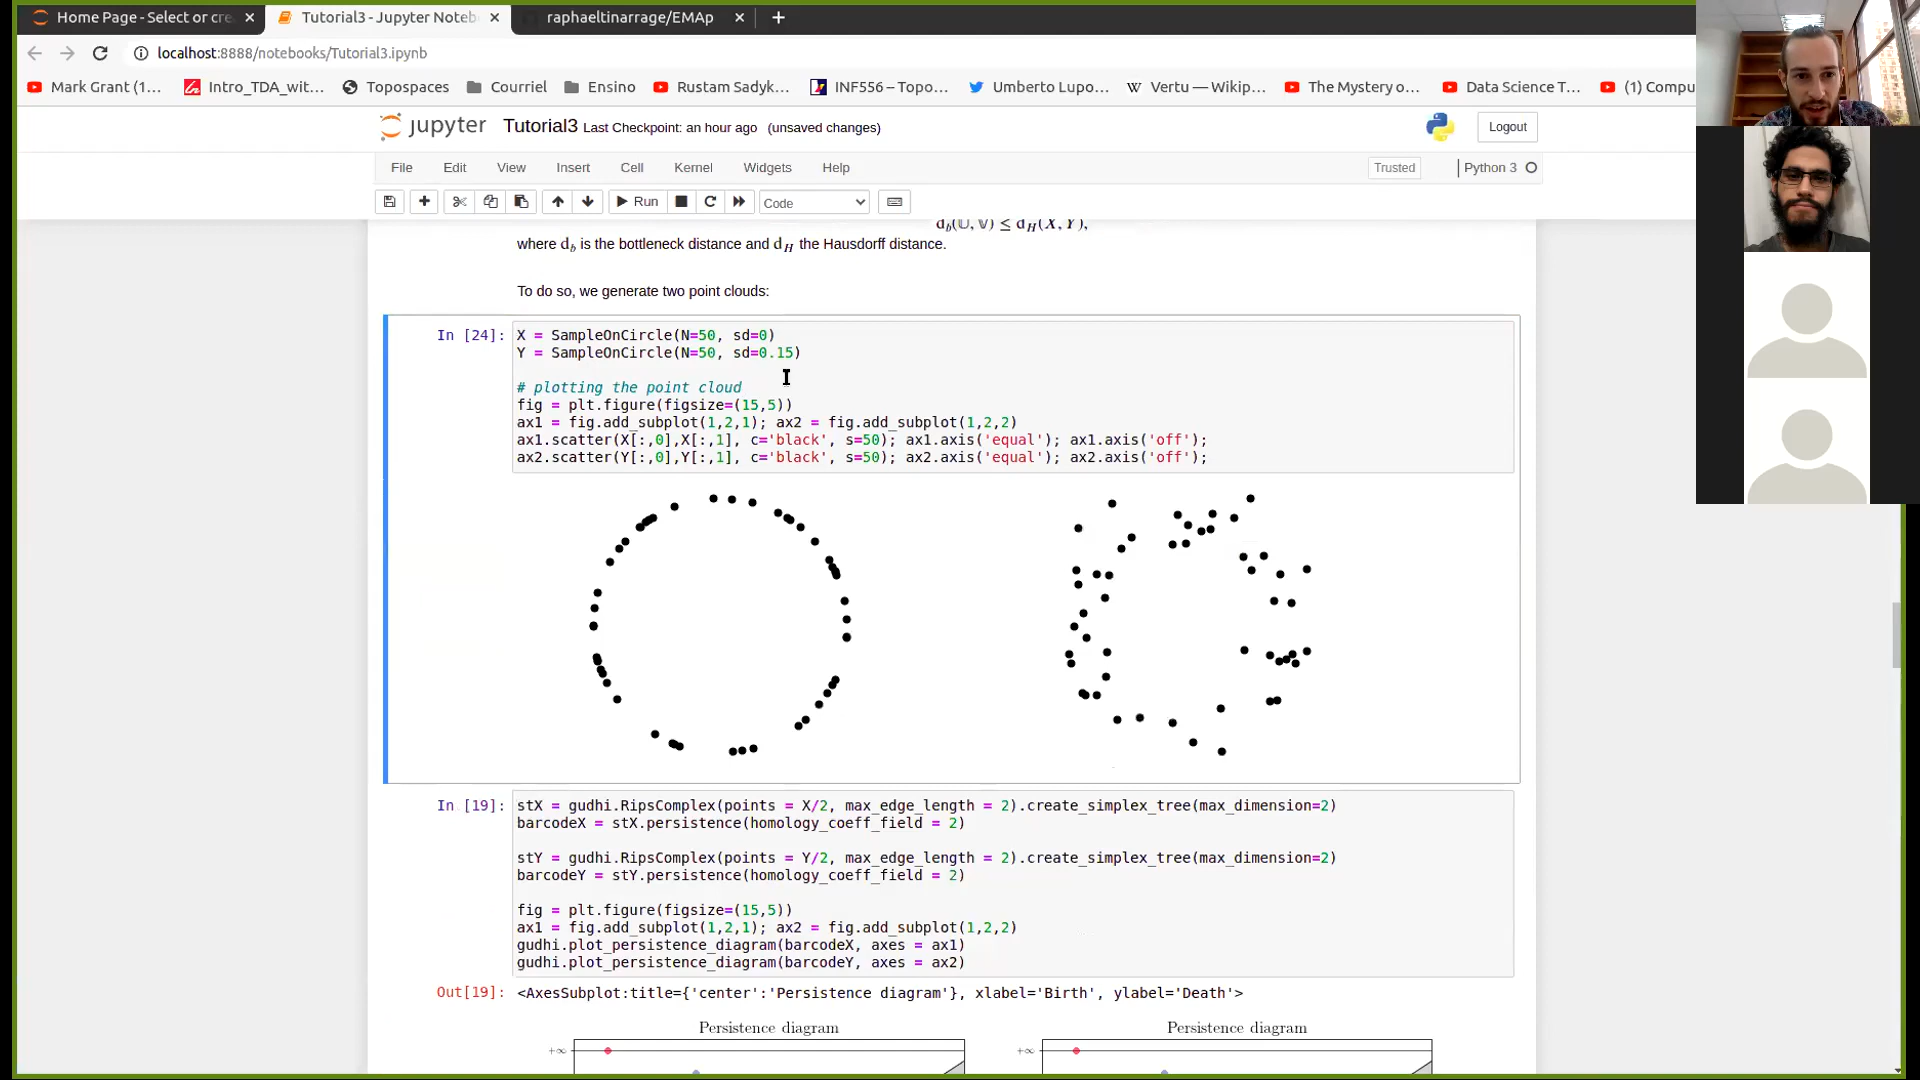 Home Page - Select or cre
Tutorial3 - Jupyter Noteb
raphaeltinarrage/EMAp
localhost:8888/notebooks/Tutorial3.ipynb
Mark Grant (1... Intro_TDA_wit... Topospaces Courriel Ensino Rustam Sadyk... INF556 – Topo... Umberto Lupo... Vertu — Wikip... The Mystery o... Data Science T... (1) Compu
jupyter Tutorial3 Last Checkpoint: an hour ago (unsaved changes)
Logout
File Edit View Insert Cell Kernel Widgets Help
Trusted Python 3
Run Code
d_b(𝕌, 𝕍) ≤ d_H(X, Y),
where d_b is the bottleneck distance and d_H the Hausdorff distance.
To do so, we generate two point clouds:
In [24]:
X = SampleOnCircle(N=50, sd=0)
Y = SampleOnCircle(N=50, sd=0.15)
# plotting the point cloud
fig = plt.figure(figsize=(15,5))
ax1 = fig.add_subplot(1,2,1); ax2 = fig.add_subplot(1,2,2)
ax1.scatter(X[:,0],X[:,1], c='black', s=50); ax1.axis('equal'); ax1.axis('off');
ax2.scatter(Y[:,0],Y[:,1], c='black', s=50); ax2.axis('equal'); ax2.axis('off');
In [19]:
stX = gudhi.RipsComplex(points = X/2, max_edge_length = 2).create_simplex_tree(max_dimension=2)
barcodeX = stX.persistence(homology_coeff_field = 2)
stY = gudhi.RipsComplex(points = Y/2, max_edge_length = 2).create_simplex_tree(max_dimension=2)
barcodeY = stY.persistence(homology_coeff_field = 2)
fig = plt.figure(figsize=(15,5))
ax1 = fig.add_subplot(1,2,1); ax2 = fig.add_subplot(1,2,2)
gudhi.plot_persistence_diagram(barcodeX, axes = ax1)
gudhi.plot_persistence_diagram(barcodeY, axes = ax2)
Out[19]: <AxesSubplot:title={'center':'Persistence diagram'}, xlabel='Birth', ylabel='Death'>
Persistence diagram Persistence diagram
+∞ +∞